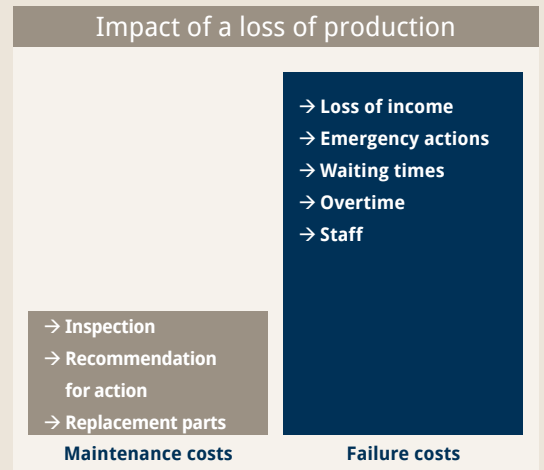 Impact of a loss of production
→ Loss of income
→ Emergency actions
→ Waiting times
→ Overtime
→ Staff
→ Inspection
→ Recommendation
for action
→ Replacement parts
Maintenance costs
Failure costs